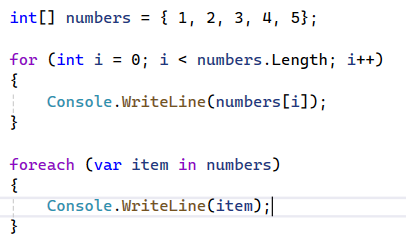 int[] numbers = { 1, 2, 3, 4, 5};
for (int i = 0; i < numbers.Length; i++)
{
    Console.WriteLine(numbers[i]);
}
foreach (var item in numbers)
{
    Console.WriteLine(item);
}